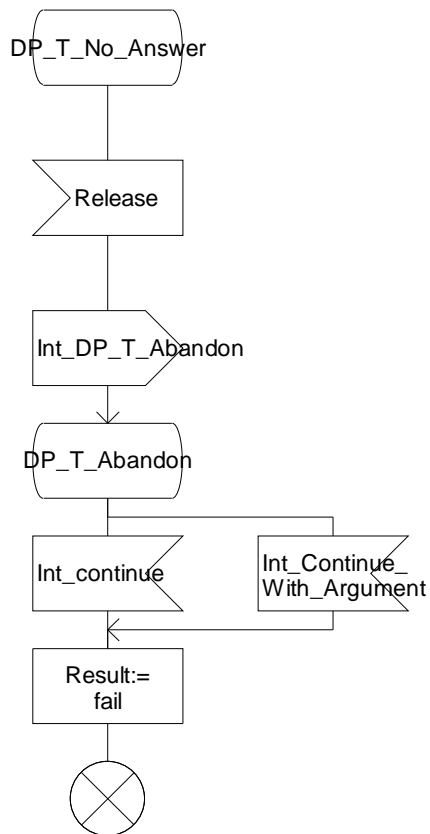 DP_T_No_Answer
Release
Int_DP_T_Abandon
DP_T_Abandon
Int_continue
Int_Continue_
With_Argument
Result:=
fail